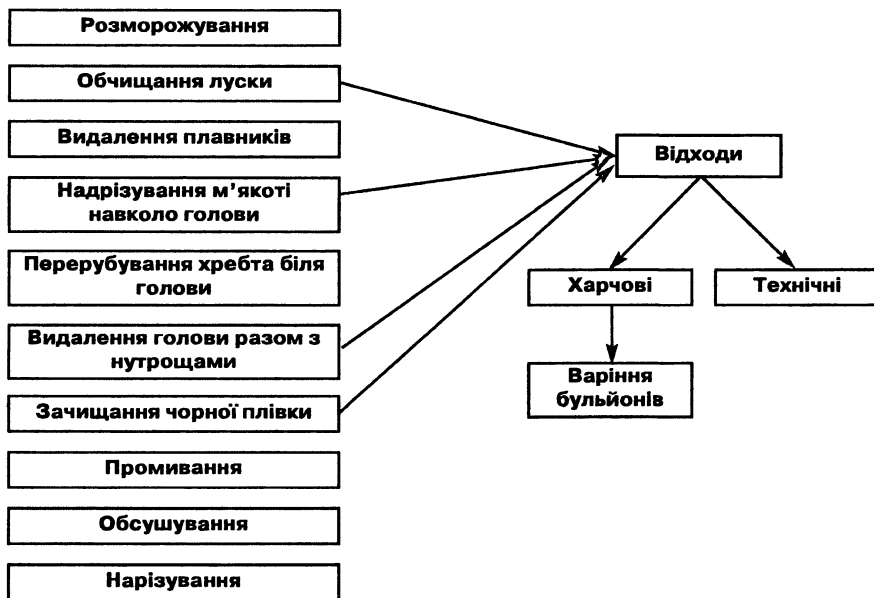 Розморожування
Обчищання луски
Видалення плавників
Надрізування м’якоті
навколо голови
Перерубування хребта біля
голови
Видалення голови разом з
нутрощами
Зачищання чорної плівки
Промивання
Обсушування
Нарізування
Відходи
Харчові
Технічні
Варіння
бульйонів